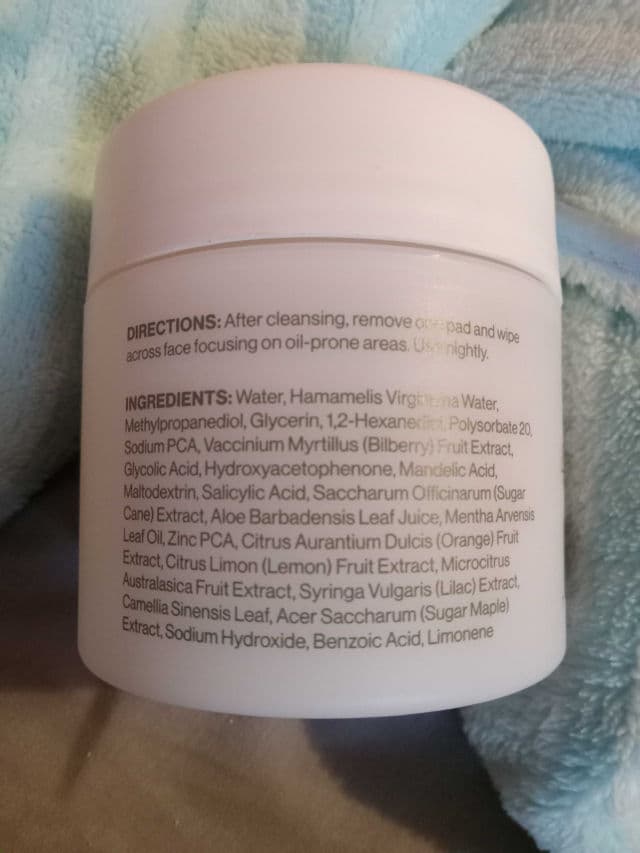 DIRECTIONS: After cleansing, remove one pad and wipe
across face focusing on oil-prone areas. Use nightly.
INGREDIENTS: Water, Hamamelis Virginiana Water,
Methylpropanediol, Glycerin, 1,2-Hexanediol, Polysorbate 20,
Sodium PCA, Vaccinium Myrtillus (Bilberry) Fruit Extract,
Glycolic Acid, Hydroxyacetophenone, Mandelic Acid,
Maltodextrin, Salicylic Acid, Saccharum Officinarum (Sugar
Cane) Extract, Aloe Barbadensis Leaf Juice, Mentha Arvensis
Leaf Oil, Zinc PCA, Citrus Aurantium Dulcis (Orange) Fruit
Extract, Citrus Limon (Lemon) Fruit Extract, Microcitrus
Australasica Fruit Extract, Syringa Vulgaris (Lilac) Extract,
Camellia Sinensis Leaf, Acer Saccharum (Sugar Maple)
Extract, Sodium Hydroxide, Benzoic Acid, Limonene